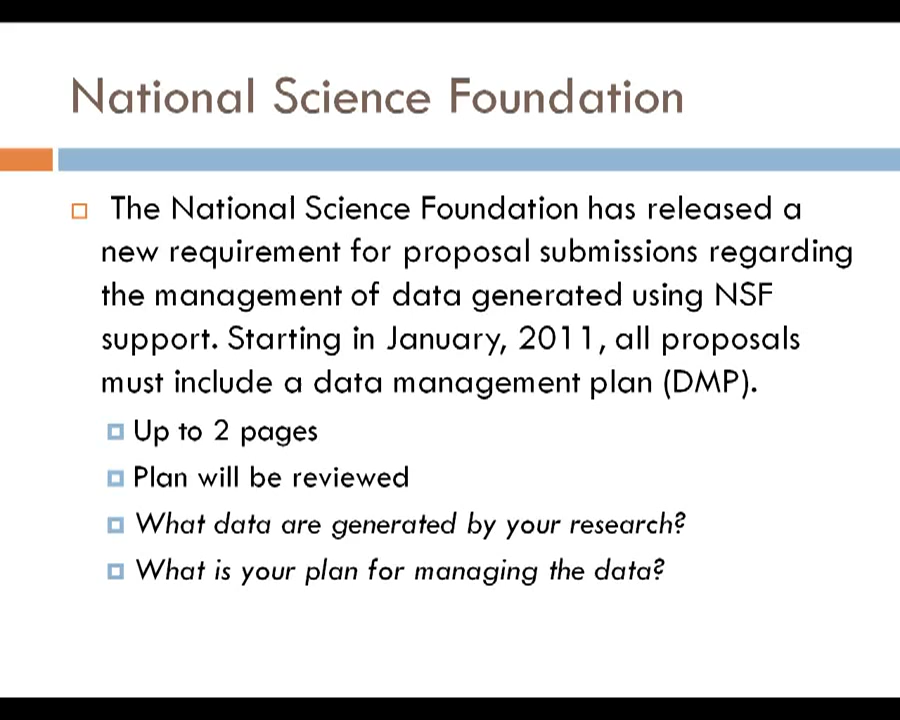 National Science Foundation
The National Science Foundation has released a
new requirement for proposal submissions regarding
the management of data generated using NSF
support. Starting in January, 2011, all proposals
must include a data management plan (DMP).
Up to 2 pages
Plan will be reviewed
What data are generated by your research?
What is your plan for managing the data?